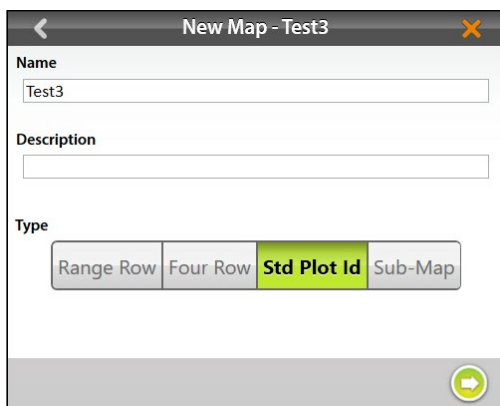 New Map - Test3
Name
Test3
Description
Type
Range Row Four Row Std Plot Id Sub-Map